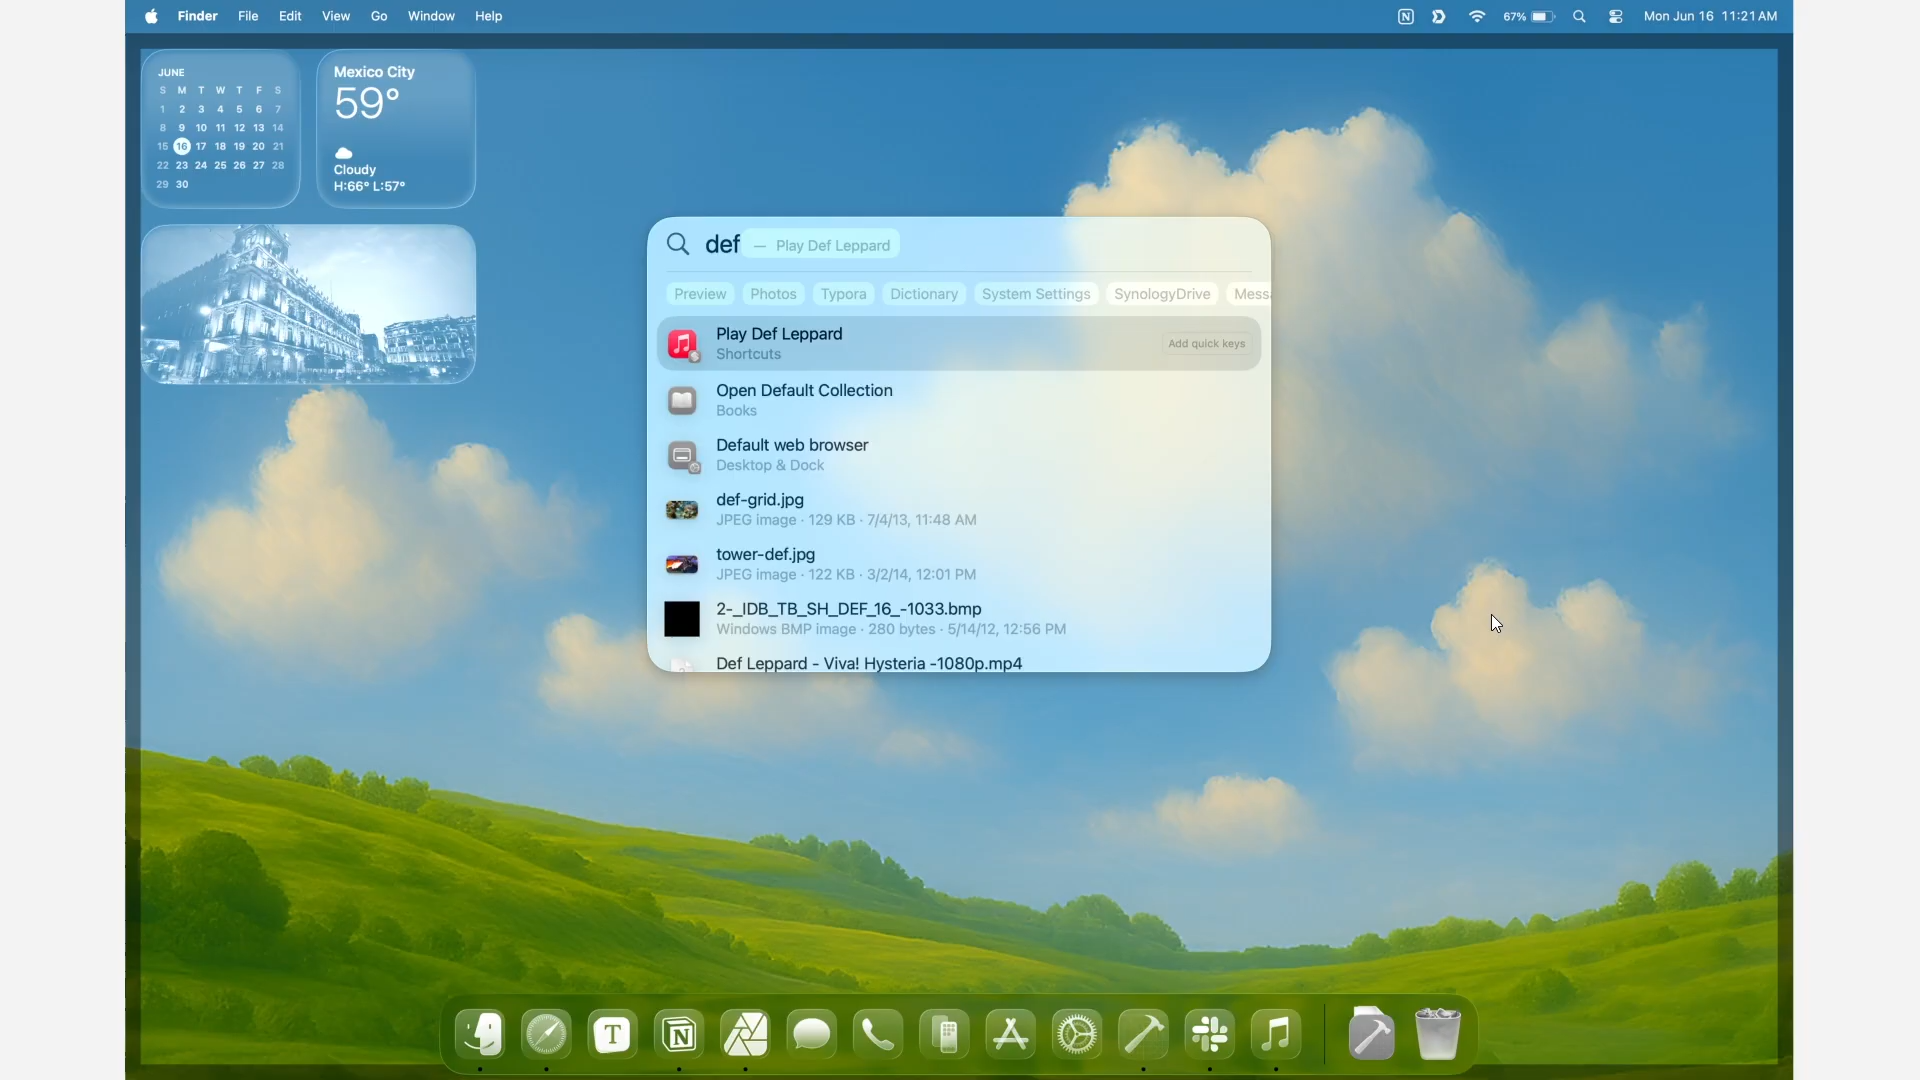 Finder File Edit View Go Window Help
67%
Mon Jun 16 11:21 AM
JUNE
S M T W T F S
1 2 3 4 5 6 7
8 9 10 11 12 13 14
15 16 17 18 19 20 21
22 23 24 25 26 27 28
29 30
Mexico City
59°
Cloudy
H:66° L:57°
def — Play Def Leppard
Preview Photos Typora Dictionary System Settings SynologyDrive Messa
Play Def Leppard
Shortcuts
Add quick keys
Open Default Collection
Books
Default web browser
Desktop & Dock
def-grid.jpg
JPEG image · 129 KB · 7/4/13, 11:48 AM
tower-def.jpg
JPEG image · 122 KB · 3/2/14, 12:01 PM
2-_IDB_TB_SH_DEF_16_-1033.bmp
Windows BMP image · 280 bytes · 5/14/12, 12:56 PM
Def Leppard - Viva! Hysteria -1080p.mp4